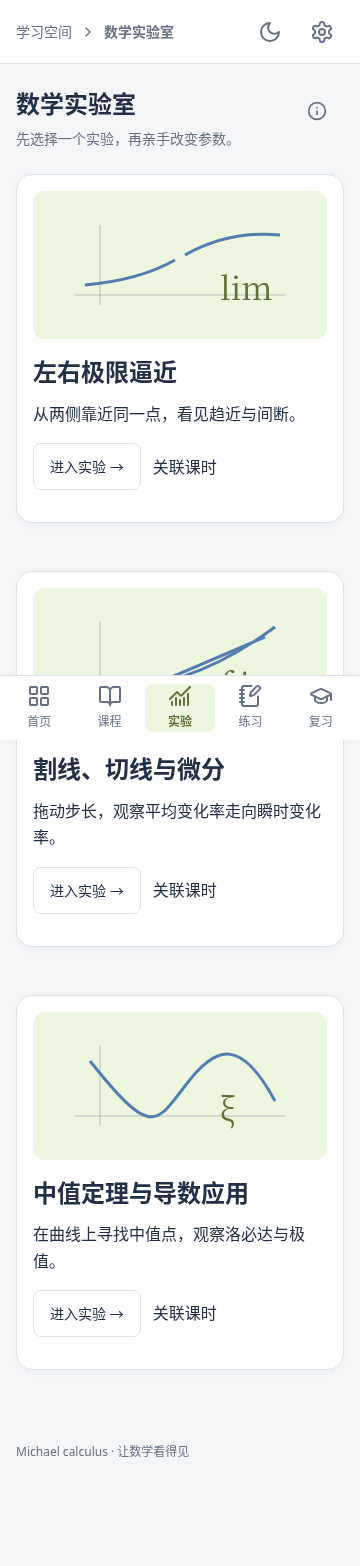 学习空间 > 数学实验室
数学实验室
先选择一个实验，再亲手改变参数。
lim
左右极限逼近
从两侧靠近同一点，看见趋近与间断。
进入实验 → 关联课时
首页 课程 实验 练习 复习
割线、切线与微分
拖动步长，观察平均变化率走向瞬时变化
率。
进入实验 → 关联课时
ξ
中值定理与导数应用
在曲线上寻找中值点，观察洛必达与极
值。
进入实验 → 关联课时
Michael calculus · 让数学看得见